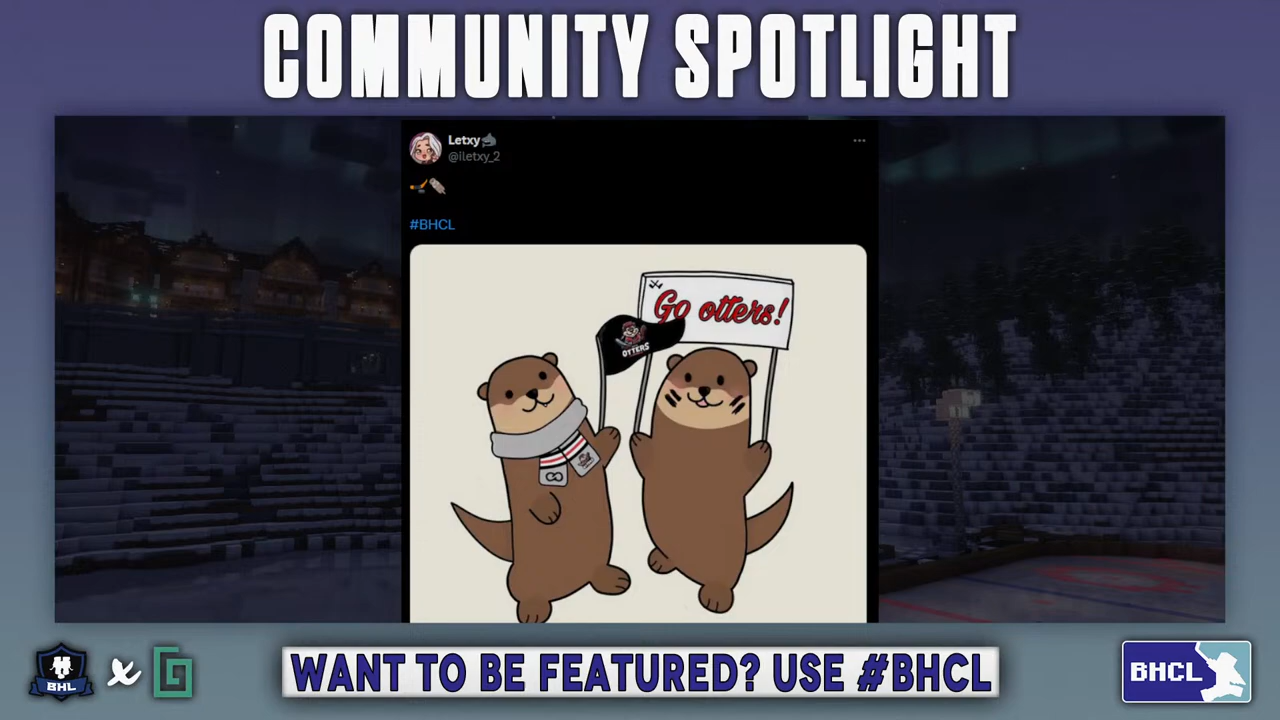 COMMUNITY SPOTLIGHT
Letxy
@iletxy_2
#BHCL
Go otters!
OTTERS
BHL
WANT TO BE FEATURED? USE #BHCL
BHCL